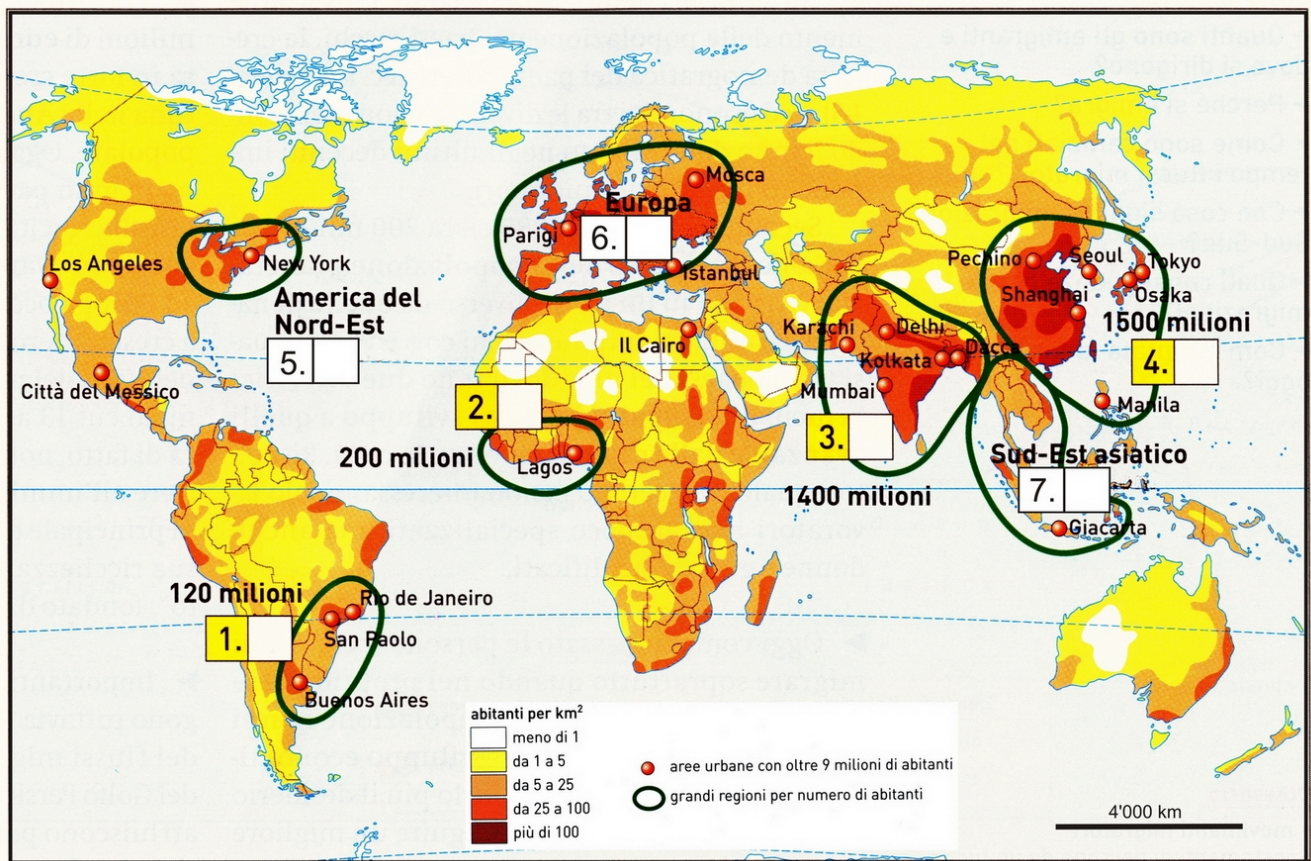 Mosca
Europa
6.
Parigi
Istanbul
Los Angeles
New York
America del
Nord-Est
5.
Città del Messico
Pechino
Seoul
Tokyo
Shanghai
Osaka
1500 milioni
4.
Karachi
Delhi
Dacca
Kolkata
Mumbai
Il Cairo
2.
3.
Manila
200 milioni
Lagos
1400 milioni
Sud-Est asiatico
7.
Giacarta
120 milioni
Rio de Janeiro
1.
San Paolo
Buenos Aires
abitanti per km²
meno di 1
da 1 a 5
da 5 a 25
da 25 a 100
più di 100
aree urbane con oltre 9 milioni di abitanti
grandi regioni per numero di abitanti
4'000 km